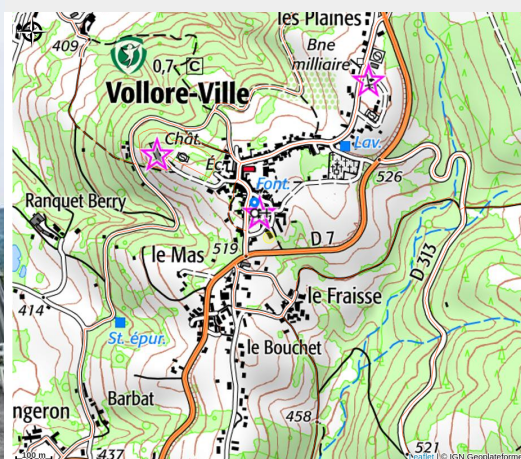 les Plaines
409
Bne
milliaire
0,7 C
Vollore-Ville
Chât.
Lav.
Éc.
526
Font.
Ranquet Berry
519
D 7
le Mas
D 313
le Fraisse
414
St. épur.
le Bouchet
Barbat
ngeron
458
437
521
100 m
Leaflet | © IGN Geoplateforme